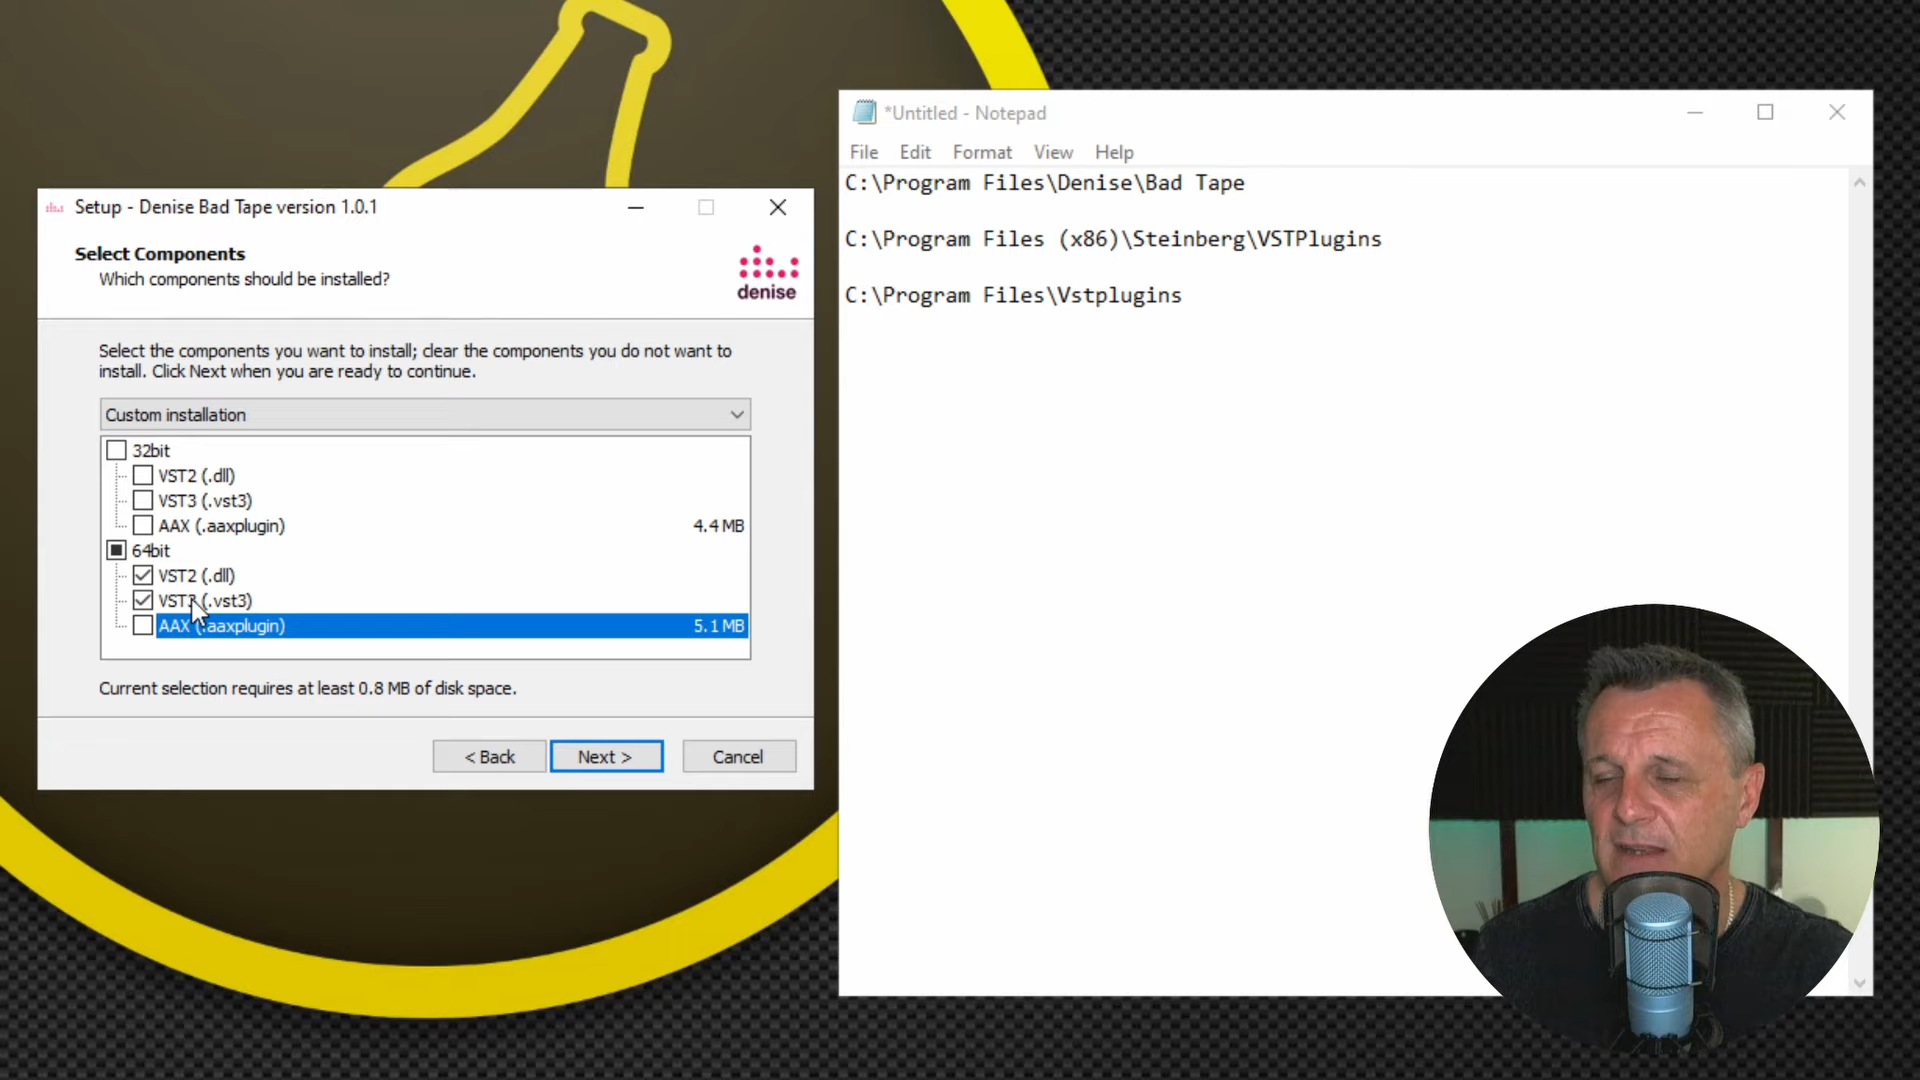 Setup - Denise Bad Tape version 1.0.1
Select Components
Which components should be installed?
denise
Select the components you want to install; clear the components you do not want to
install. Click Next when you are ready to continue.
Custom installation
32bit
VST2 (.dll)
VST3 (.vst3)
AAX (.aaxplugin) 4.4 MB
64bit
VST2 (.dll)
VST3 (.vst3)
AAX (.aaxplugin) 5.1 MB
Current selection requires at least 0.8 MB of disk space.
< Back Next > Cancel
*Untitled - Notepad
File Edit Format View Help
C:\Program Files\Denise\Bad Tape
C:\Program Files (x86)\Steinberg\VSTPlugins
C:\Program Files\Vstplugins